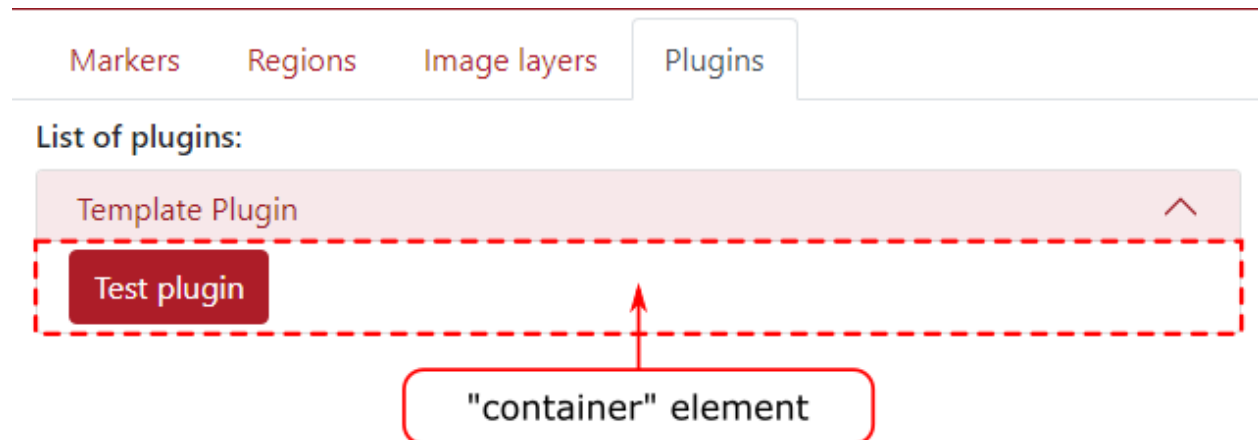 Markers Regions Image layers Plugins
List of plugins:
Template Plugin
Test plugin
"container" element